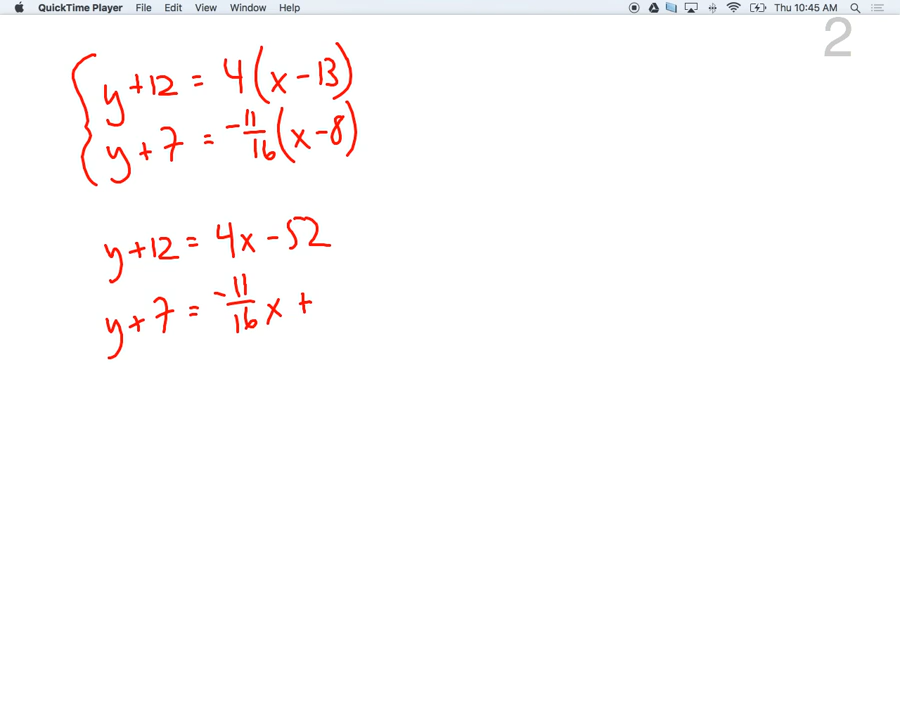 QuickTime Player File Edit View Window Help Thu 10:45 AM
2
y + 12 = 4(x - 13)
y + 7 = -11/16(x - 8)
y + 12 = 4x - 52
y + 7 = -11/16x +